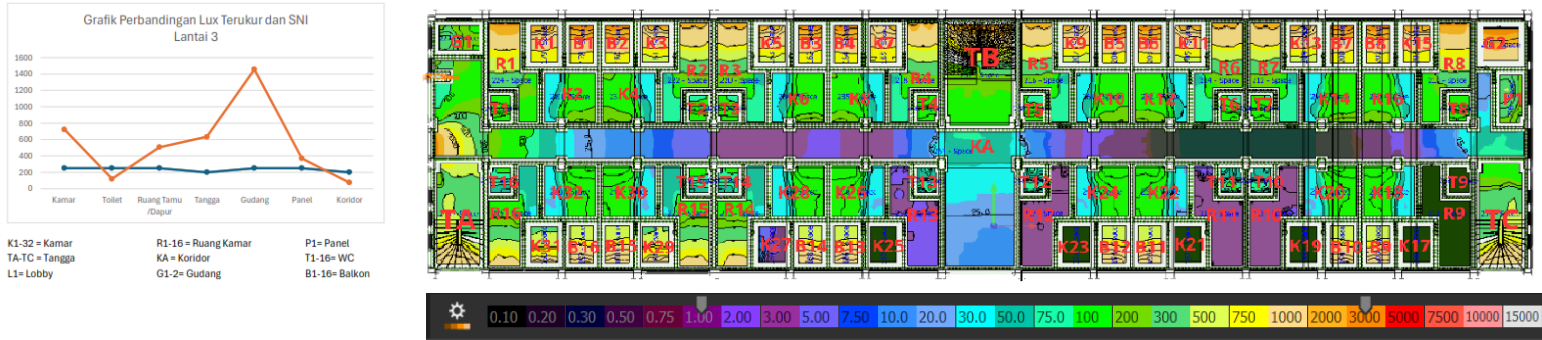 Grafik Perbandingan Lux Terukur dan SNI
Lantai 3
1600
1400
1200
1000
800
600
400
200
0
Kamar Toilet Ruang Tamu /Dapur Tangga Gudang Panel Koridor
K1-32 = Kamar R1-16 = Ruang Kamar P1= Panel
TA-TC = Tangga KA = Koridor T1-16= WC
L1= Lobby G1-2= Gudang B1-16= Balkon
K1 B1 B2 K3 K5 B3 B4 K7 TB K9 B5 B6 K11 K13 B7 B8 K15 G2
R1 R2 R3 R4 R5 R6 R7 R8
K2 K4 K6 K8 K10 K12 K14 K16 P1
T1 T2 T3 T4 T5 T6 T7 T8
KA
T16 K32 K30 T15 T14 K28 K26 T13 T12 K24 K22 T11 T10 K20 K18 T9
TA R16 R15 R14 R13 R11 R10 R9 TC
K31 B16 B15 K29 K27 B14 B13 K25 K23 B12 B11 K21 K19 B10 B9 K17
0.10 0.20 0.30 0.50 0.75 1.00 2.00 3.00 5.00 7.50 10.0 20.0 30.0 50.0 75.0 100 200 300 500 750 1000 2000 3000 5000 7500 10000 15000